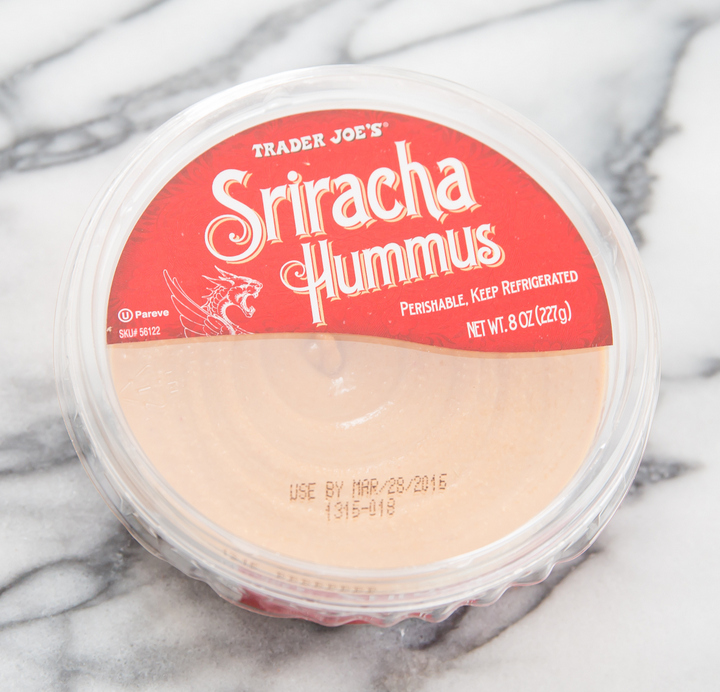 TRADER JOE'S®
Sriracha
Hummus
PERISHABLE, KEEP REFRIGERATED
NET WT. 8 OZ (227g)
Ⓤ Pareve
SKU# 56122
USE BY MAR/28/2016
1315-018